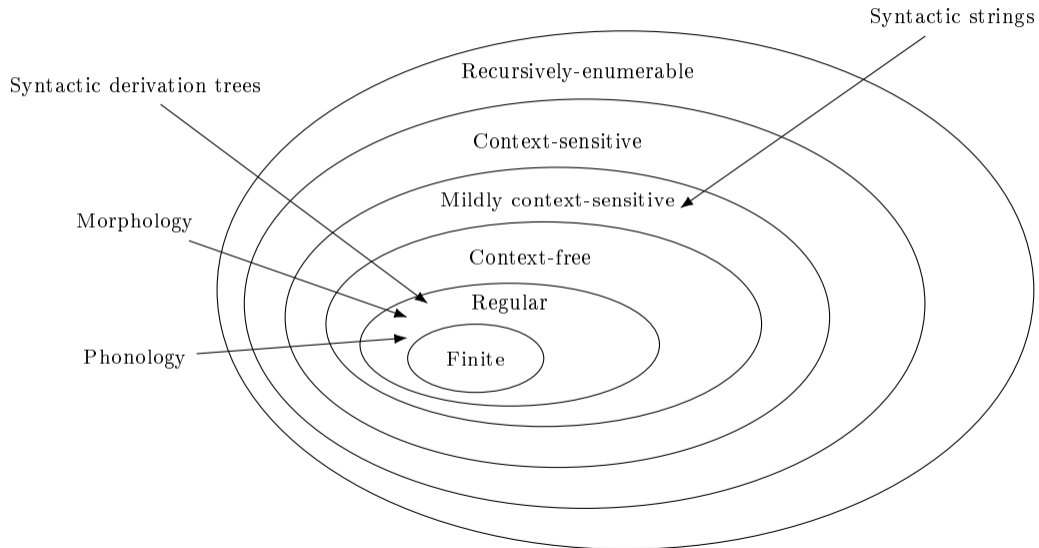 Syntactic strings
Recursively-enumerable
Syntactic derivation trees
Context-sensitive
Mildly context-sensitive
Morphology
Context-free
Regular
Phonology
Finite